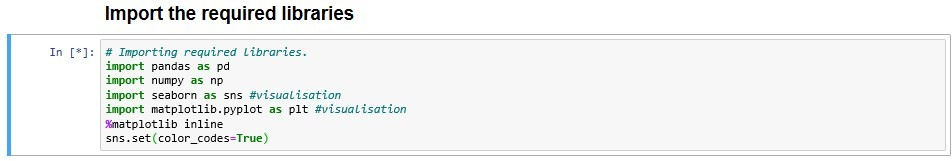 Import the required libraries
In [*]: # Importing required libraries.
import pandas as pd
import numpy as np
import seaborn as sns #visualisation
import matplotlib.pyplot as plt #visualisation
%matplotlib inline
sns.set(color_codes=True)